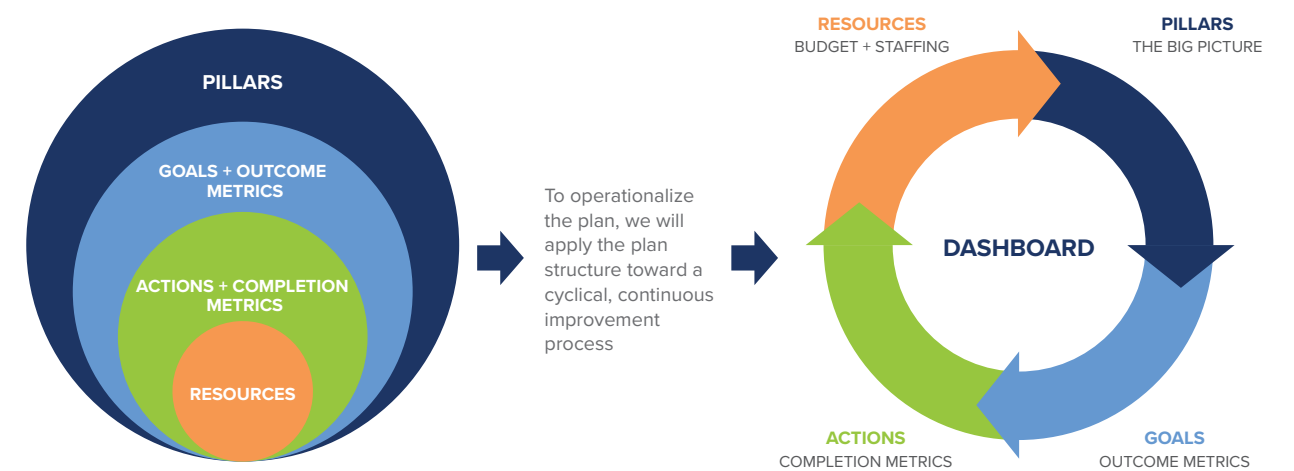 PILLARS
GOALS + OUTCOME
METRICS
ACTIONS + COMPLETION
METRICS
RESOURCES
To operationalize
the plan, we will
apply the plan
structure toward a
cyclical, continuous
improvement
process
RESOURCES
BUDGET + STAFFING
PILLARS
THE BIG PICTURE
DASHBOARD
ACTIONS
COMPLETION METRICS
GOALS
OUTCOME METRICS